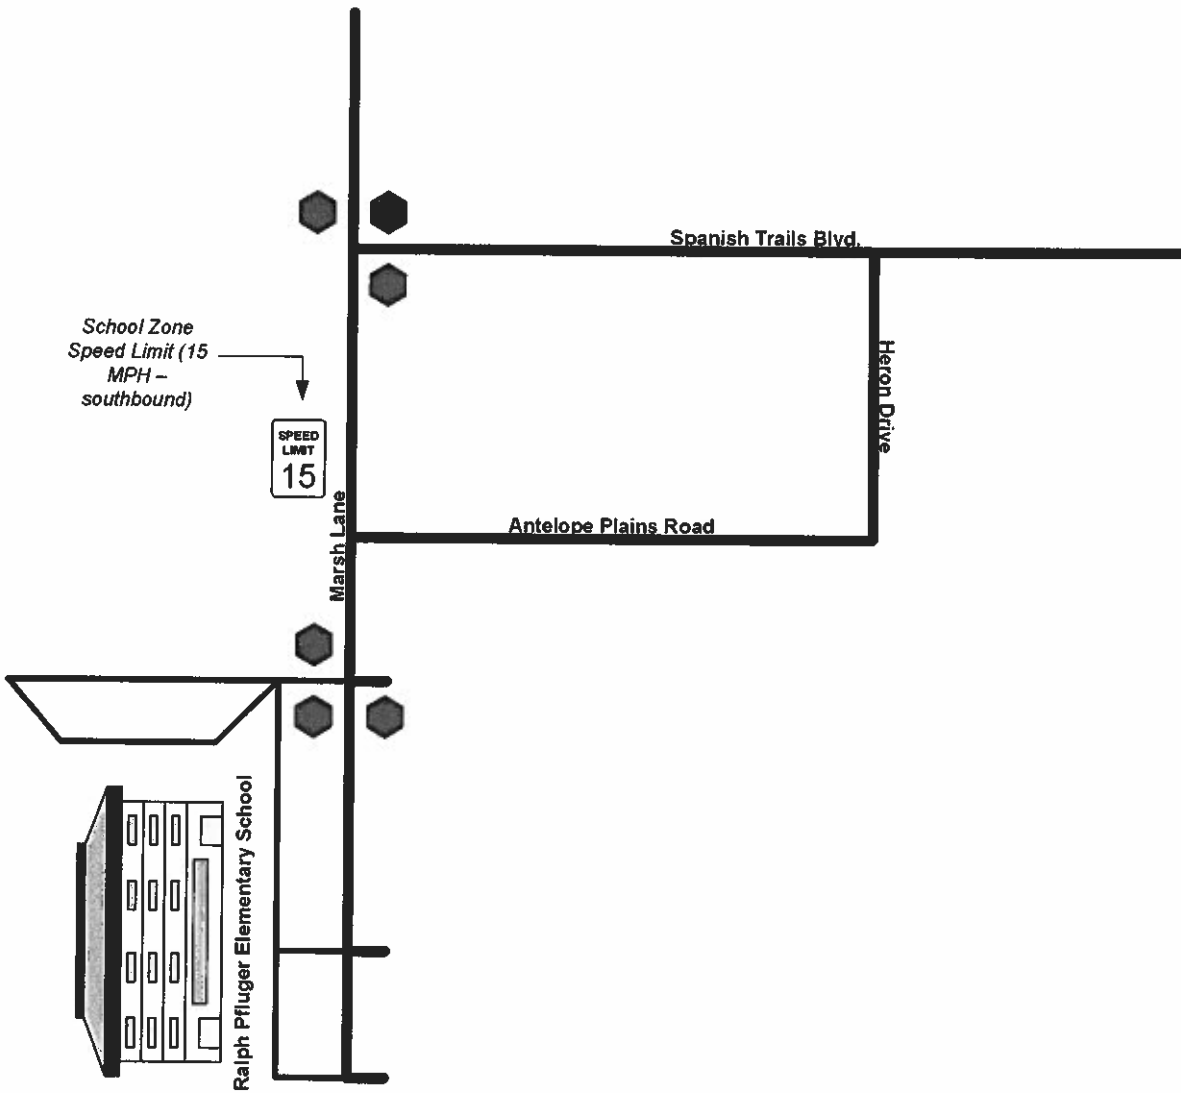 Spanish Trails Blvd.
School Zone
Speed Limit (15
MPH –
southbound)
Heron Drive
SPEED
LIMIT
15
Marsh Lane
Antelope Plains Road
Ralph Pfluger Elementary School